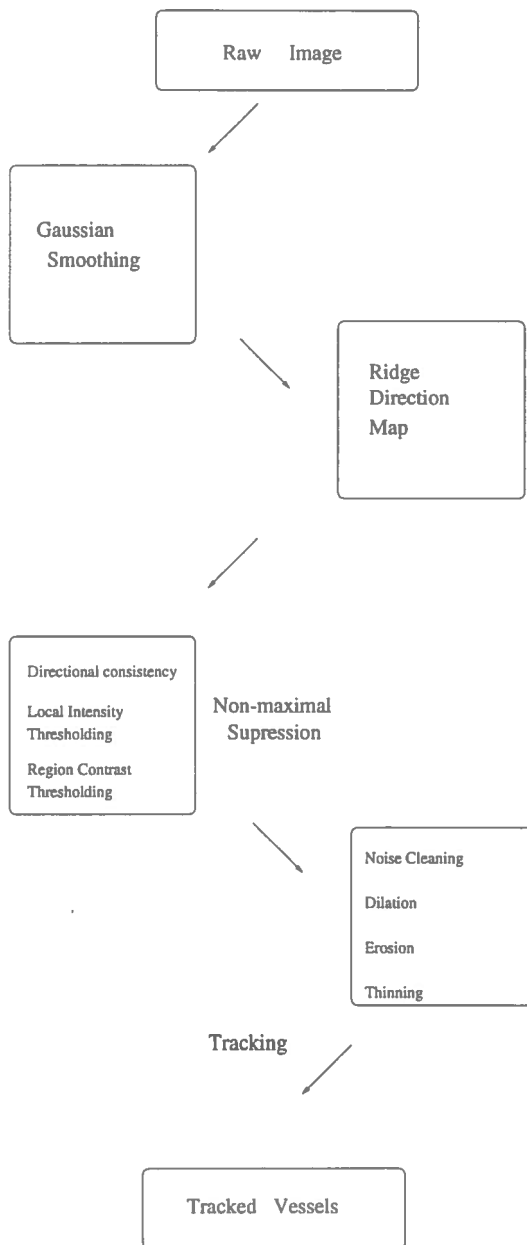 Raw Image
Gaussian
Smoothing
Ridge
Direction
Map
Directional consistency
Local Intensity
Thresholding
Region Contrast
Thresholding
Non-maximal
Supression
Noise Cleaning
Dilation
Erosion
Thinning
Tracking
Tracked Vessels